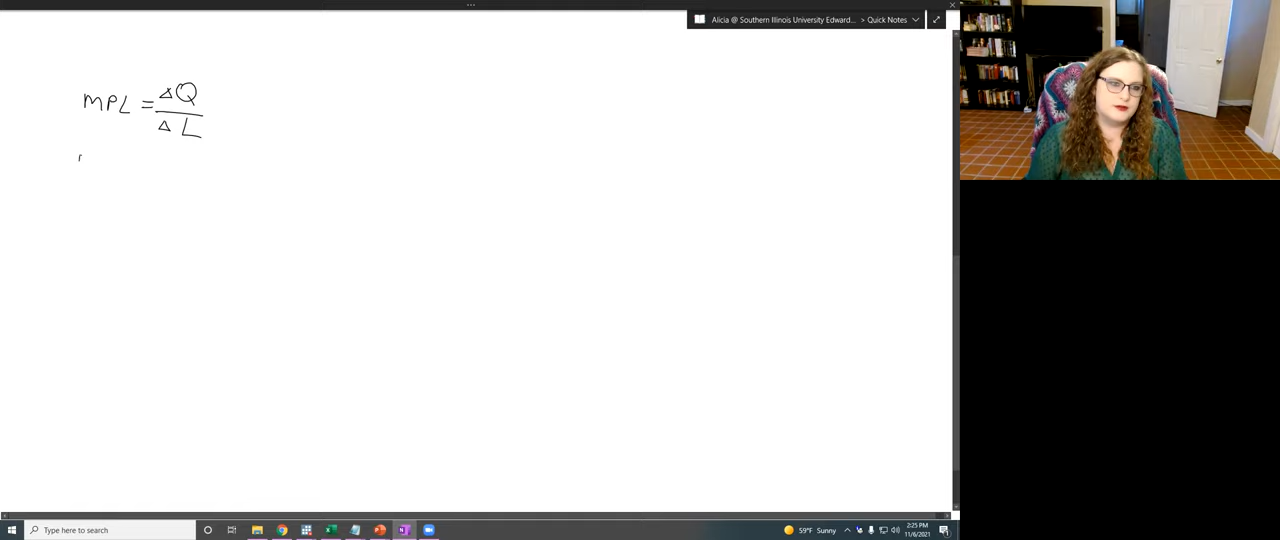 Alicia @ Southern Illinois University Edward... > Quick Notes
MPL = ΔQ
ΔL
Type here to search
59°F Sunny
2:25 PM
11/6/2021